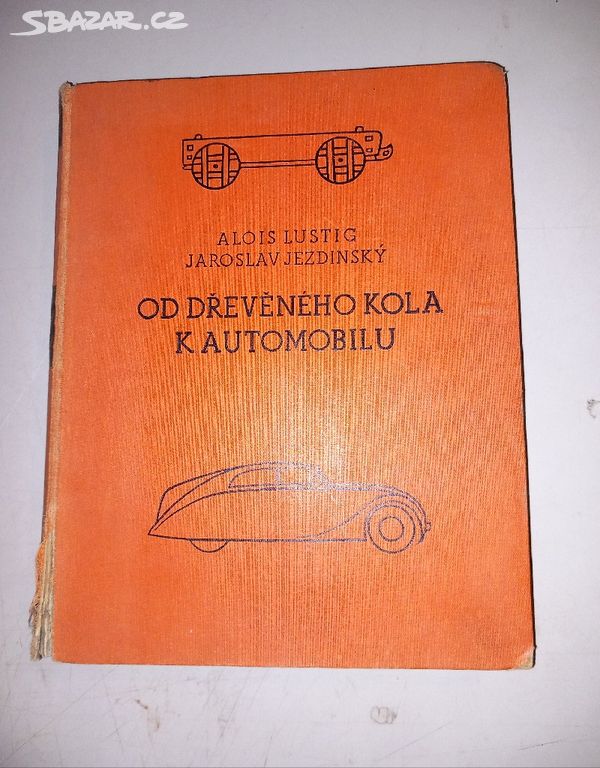 SBAZAR.CZ
ALOIS LUSTIG
JAROSLAV JEZDINSKÝ
OD DŘEVĚNÉHO KOLA
K AUTOMOBILU